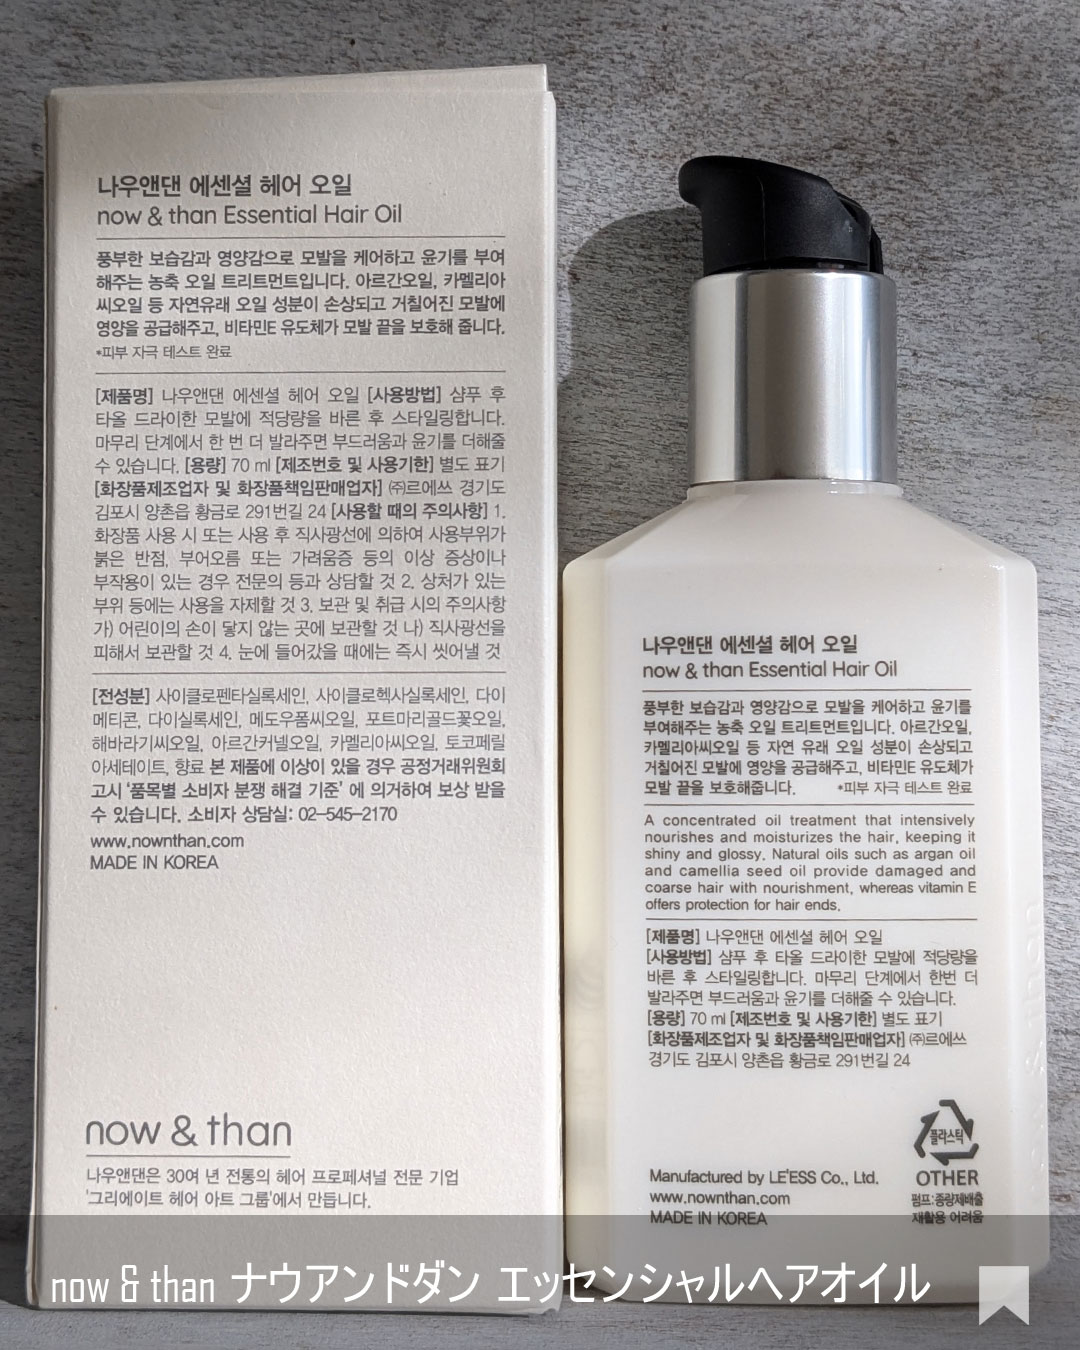 나우앤댄 에센셜 헤어 오일
now & than Essential Hair Oil
풍부한 보습감과 영양감으로 모발을 케어하고 윤기를 부여
해주는 농축 오일 트리트먼트입니다. 아르간오일, 카멜리아
씨오일 등 자연유래 오일 성분이 손상되고 거칠어진 모발에
영양을 공급해주고, 비타민E 유도체가 모발 끝을 보호해 줍니다.
*피부 자극 테스트 완료
[제품명] 나우앤댄 에센셜 헤어 오일 [사용방법] 샴푸 후
타올 드라이한 모발에 적당량을 바른 후 스타일링합니다.
마무리 단계에서 한 번 더 발라주면 부드러움과 윤기를 더해줄
수 있습니다. [용량] 70 ml [제조번호 및 사용기한] 별도 표기
[화장품제조업자 및 화장품책임판매업자] ㈜르에쓰 경기도
김포시 양촌읍 황금로 291번길 24 [사용할 때의 주의사항] 1.
화장품 사용 시 또는 사용 후 직사광선에 의하여 사용부위가
붉은 반점, 부어오름 또는 가려움증 등의 이상 증상이나
부작용이 있는 경우 전문의 등과 상담할 것 2. 상처가 있는
부위 등에는 사용을 자제할 것 3. 보관 및 취급 시의 주의사항
가) 어린이의 손이 닿지 않는 곳에 보관할 것 나) 직사광선을
피해서 보관할 것 4. 눈에 들어갔을 때에는 즉시 씻어낼 것
[전성분] 사이클로펜타실록세인, 사이클로헥사실록세인, 다이
메티콘, 다이실록세인, 메도우폼씨오일, 포트마리골드꽃오일,
해바라기씨오일, 아르간커넬오일, 카멜리아씨오일, 토코페릴
아세테이트, 향료 본 제품에 이상이 있을 경우 공정거래위원회
고시 '품목별 소비자 분쟁 해결 기준' 에 의거하여 보상 받을
수 있습니다. 소비자 상담실: 02-545-2170
www.nownthan.com
MADE IN KOREA
now & than
나우앤댄은 30여 년 전통의 헤어 프로페셔널 전문 기업
'그리에이트 헤어 아트 그룹'에서 만듭니다.
나우앤댄 에센셜 헤어 오일
now & than Essential Hair Oil
풍부한 보습감과 영양감으로 모발을 케어하고 윤기를
부여해주는 농축 오일 트리트먼트입니다. 아르간오일,
카멜리아씨오일 등 자연 유래 오일 성분이 손상되고
거칠어진 모발에 영양을 공급해주고, 비타민E 유도체가
모발 끝을 보호해줍니다. *피부 자극 테스트 완료
A concentrated oil treatment that intensively
nourishes and moisturizes the hair, keeping it
shiny and glossy. Natural oils such as argan oil
and camellia seed oil provide damaged and
coarse hair with nourishment, whereas vitamin E
offers protection for hair ends.
[제품명] 나우앤댄 에센셜 헤어 오일
[사용방법] 샴푸 후 타올 드라이한 모발에 적당량을
바른 후 스타일링합니다. 마무리 단계에서 한번 더
발라주면 부드러움과 윤기를 더해줄 수 있습니다.
[용량] 70 ml [제조번호 및 사용기한] 별도 표기
[화장품제조업자 및 화장품책임판매업자] ㈜르에쓰
경기도 김포시 양촌읍 황금로 291번길 24
플라스틱
OTHER
펌프:종량제배출
재활용 어려움
Manufactured by LE'ESS Co., Ltd.
www.nownthan.com
MADE IN KOREA
now & than ナウアンドダン エッセンシャルヘアオイル